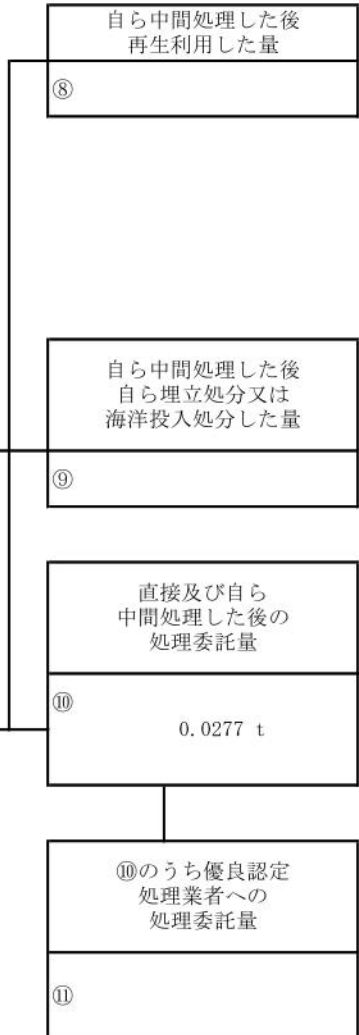 自ら中間処理した後
再生利用した量
⑧
自ら中間処理した後
自ら埋立処分又は
海洋投入処分した量
⑨
直接及び自ら
中間処理した後の
処理委託量
⑩
0.0277 t
⑩のうち優良認定
処理業者への
処理委託量
⑪